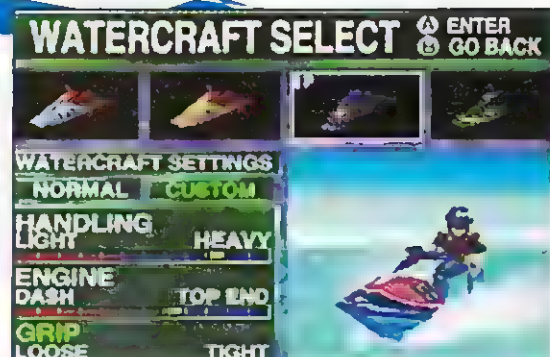 WATERCRAFT SELECT
A ENTER
B GO BACK
WATERCRAFT SETTINGS
NORMAL CUSTOM
HANDLING
LIGHT HEAVY
ENGINE
DASH TOP END
GRIP
LOOSE TIGHT